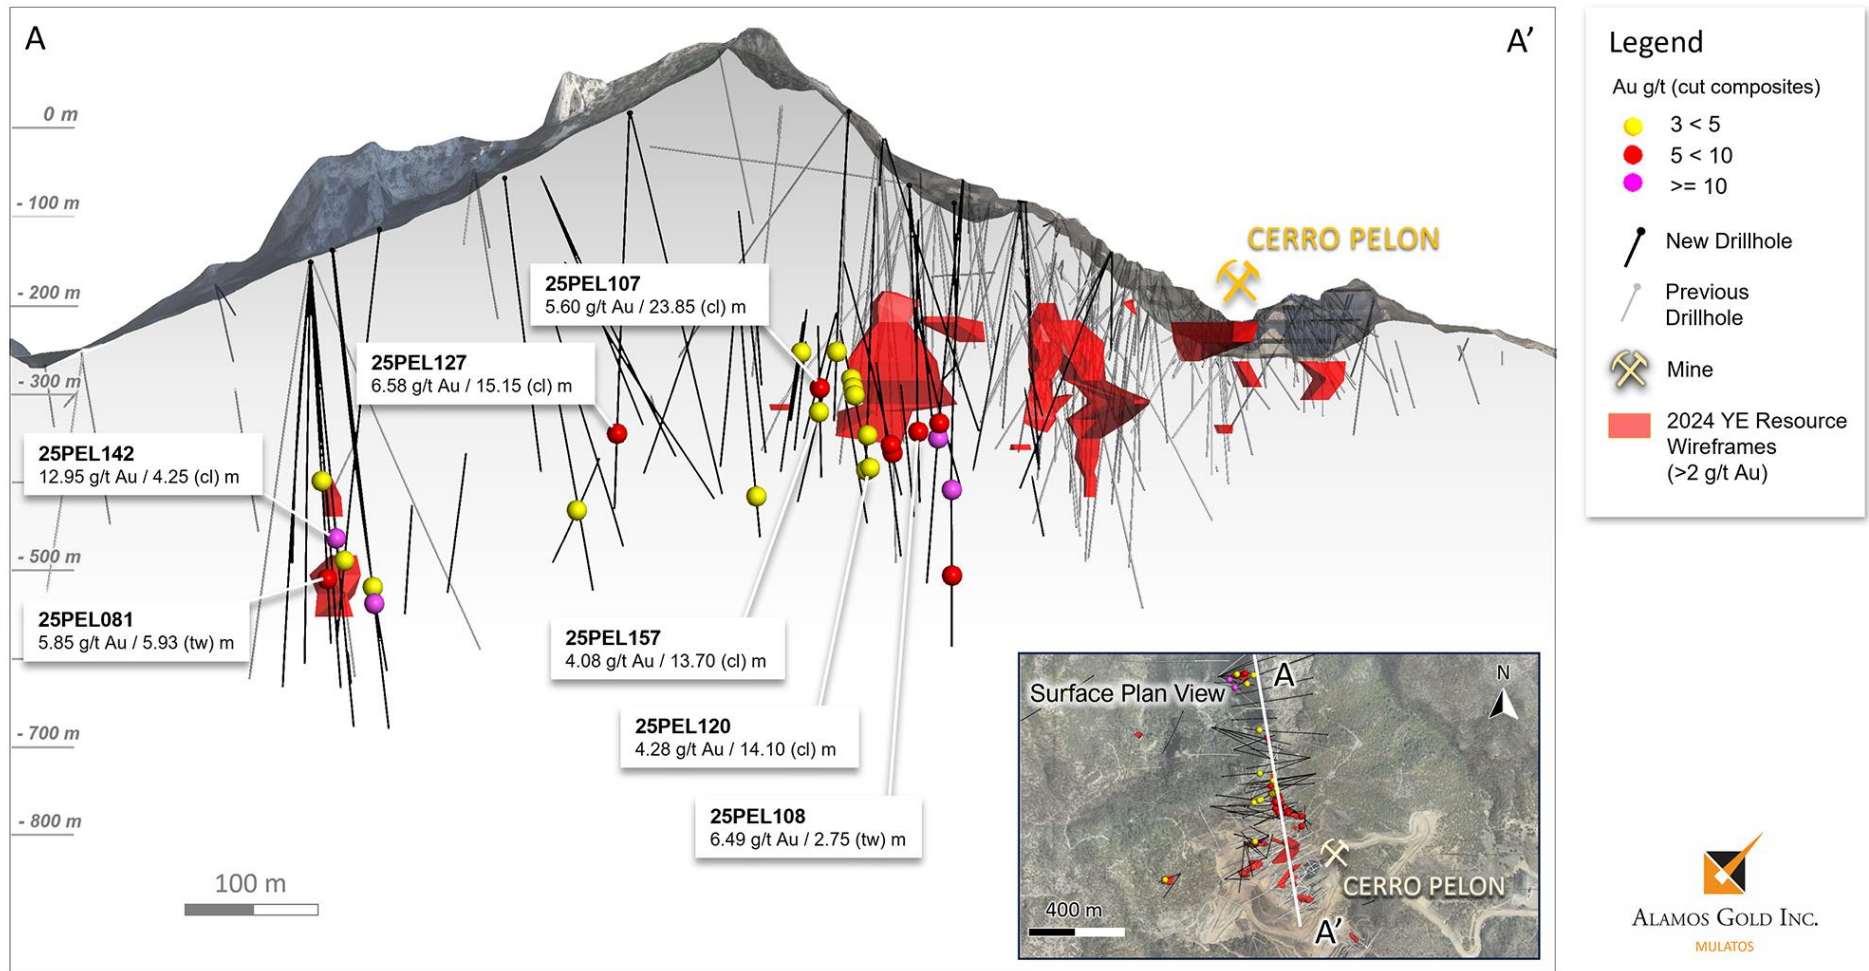 A
A'
0 m
- 100 m
- 200 m
- 300 m
- 500 m
- 700 m
- 800 m
CERRO PELON
25PEL107
5.60 g/t Au / 23.85 (cl) m
25PEL127
6.58 g/t Au / 15.15 (cl) m
25PEL142
12.95 g/t Au / 4.25 (cl) m
25PEL081
5.85 g/t Au / 5.93 (tw) m
25PEL157
4.08 g/t Au / 13.70 (cl) m
25PEL120
4.28 g/t Au / 14.10 (cl) m
25PEL108
6.49 g/t Au / 2.75 (tw) m
100 m
Surface Plan View
A
N
CERRO PELON
400 m
A'
Legend
Au g/t (cut composites)
3 < 5
5 < 10
>= 10
New Drillhole
Previous
Drillhole
Mine
2024 YE Resource
Wireframes
(>2 g/t Au)
ALAMOS GOLD INC.
MULATOS